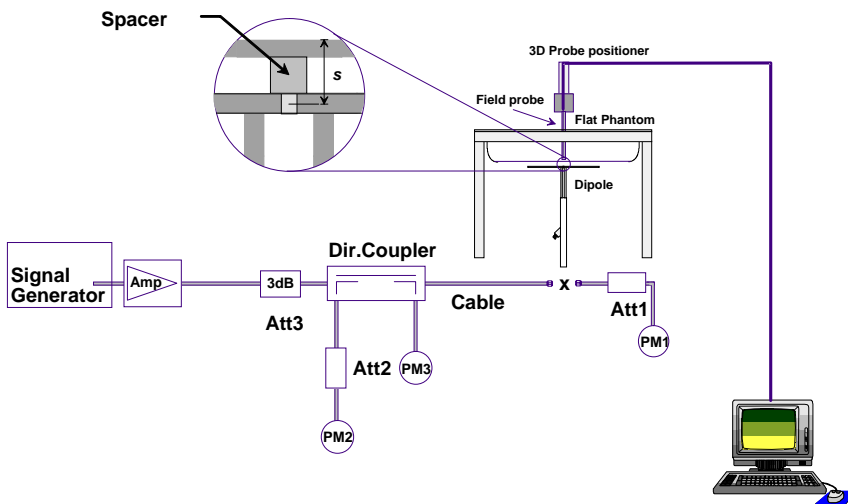 Spacer
s
3D Probe positioner
Field probe
Flat Phantom
Dipole
Dir.Coupler
Signal
Generator
Amp
3dB
Att3
Cable
x
Att1
PM1
Att2
PM3
PM2